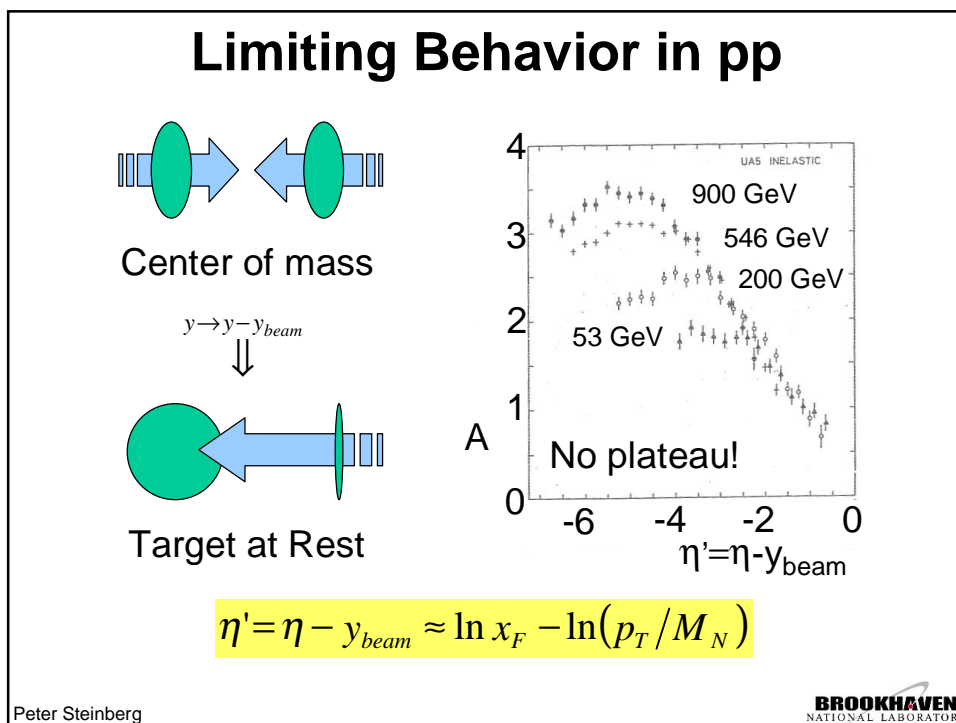 Limiting Behavior in pp
Center of mass
y→y−y_beam
⇓
Target at Rest
4
3
2
1
0
A
UA5 INELASTIC
900 GeV
546 GeV
200 GeV
53 GeV
No plateau!
-6 -4 -2 0
η'=η-y_beam
η'= η − y_beam ≈ ln x_F − ln(p_T/M_N)
Peter Steinberg
BROOKHAVEN
NATIONAL LABORATOR